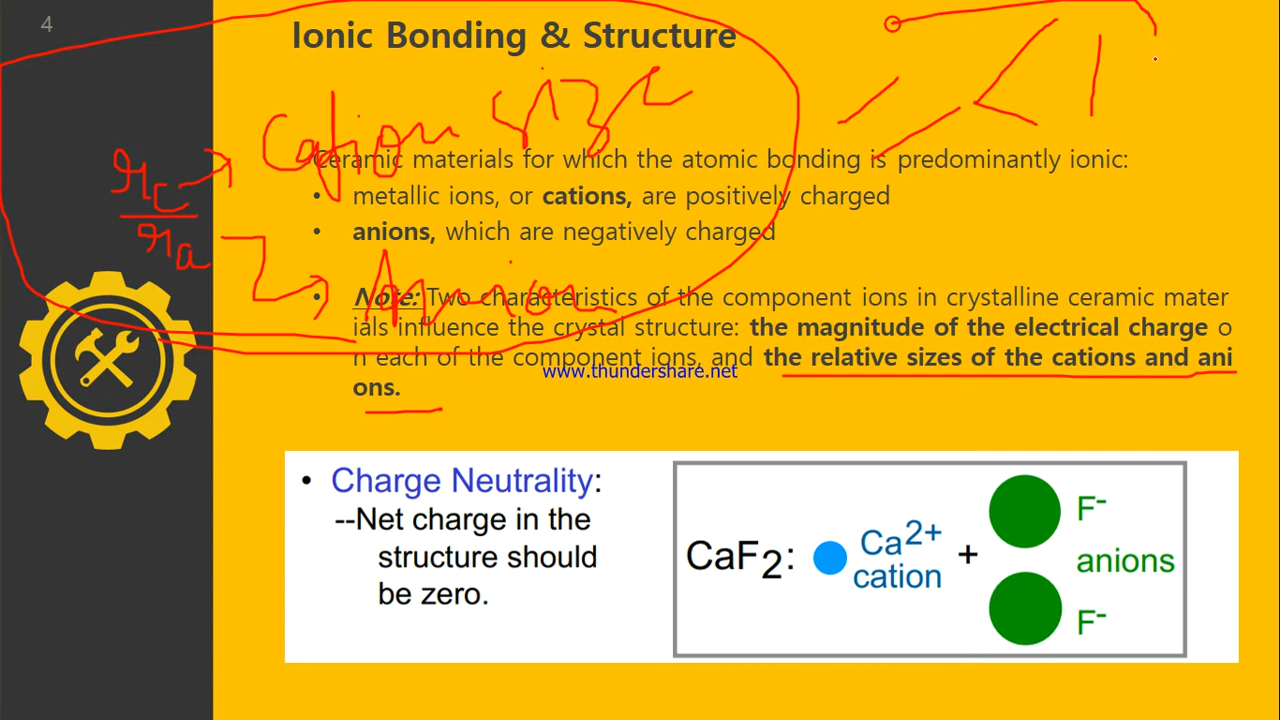 4
Ionic Bonding & Structure
Cation size
Ceramic materials for which the atomic bonding is predominantly ionic:
rc
ra
• metallic ions, or cations, are positively charged
• anions, which are negatively charged
Annion
• Note: Two characteristics of the component ions in crystalline ceramic mater
ials influence the crystal structure: the magnitude of the electrical charge o
n each of the component ions, and the relative sizes of the cations and ani
ons.
www.thundershare.net
• Charge Neutrality:
--Net charge in the
structure should
be zero.
CaF2: Ca2+ cation + F- anions F-